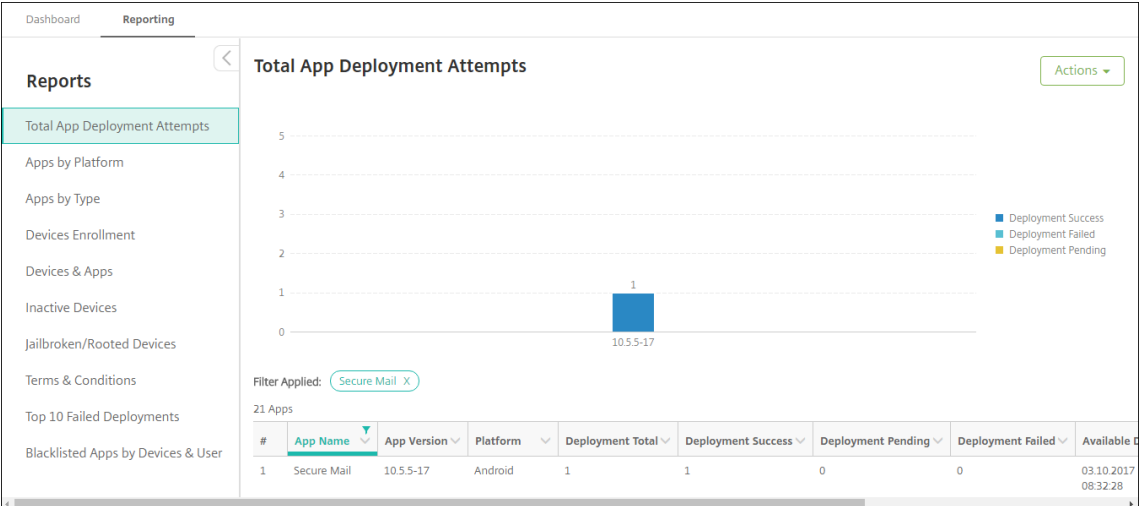 Dashboard Reporting
Reports
Total App Deployment Attempts
Apps by Platform
Apps by Type
Devices Enrollment
Devices & Apps
Inactive Devices
Jailbroken/Rooted Devices
Terms & Conditions
Top 10 Failed Deployments
Blacklisted Apps by Devices & User
Total App Deployment Attempts
Actions
5
4
3
2
1
0
1
10.5.5-17
Deployment Success
Deployment Failed
Deployment Pending
Filter Applied: Secure Mail X
21 Apps
# App Name App Version Platform Deployment Total Deployment Success Deployment Pending Deployment Failed Available D
1 Secure Mail 10.5.5-17 Android 1 1 0 0 03.10.2017
08:32:28